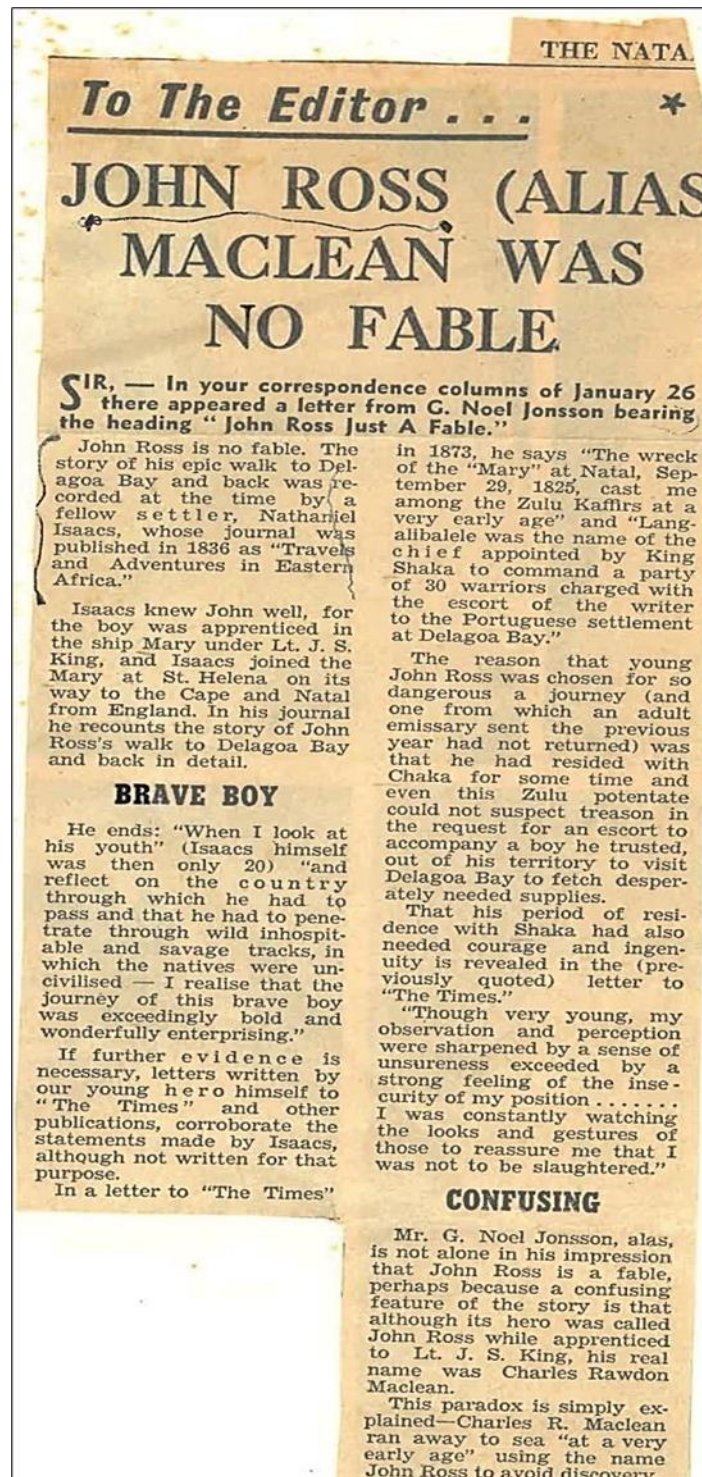 THE NATA
To The Editor . . .
JOHN ROSS (ALIAS
MACLEAN WAS
NO FABLE
SIR, — In your correspondence columns of January 26
there appeared a letter from G. Noel Jonsson bearing
the heading “ John Ross Just A Fable.”
John Ross is no fable. The
story of his epic walk to Del-
agoa Bay and back was re-
corded at the time by a
fellow settler, Nathaniel
Isaacs, whose journal was
published in 1836 as “Travels
and Adventures in Eastern
Africa.”
Isaacs knew John well, for
the boy was apprenticed in
the ship Mary under Lt. J. S.
King, and Isaacs joined the
Mary at St. Helena on its
way to the Cape and Natal
from England. In his journal
he recounts the story of John
Ross’s walk to Delagoa Bay
and back in detail.
BRAVE BOY
He ends: “When I look at
his youth” (Isaacs himself
was then only 20) “and
reflect on the country
through which he had to
pass and that he had to pene-
trate through wild inhospit-
able and savage tracks, in
which the natives were un-
civilised — I realise that the
journey of this brave boy
was exceedingly bold and
wonderfully enterprising.”
If further evidence is
necessary, letters written by
our young hero himself to
“The Times” and other
publications, corroborate the
statements made by Isaacs,
although not written for that
purpose.
In a letter to “The Times”
in 1873, he says “The wreck
of the “Mary” at Natal, Sep-
tember 29, 1825, cast me
among the Zulu Kaffirs at a
very early age” and “Lang-
alibalele was the name of the
chief appointed by King
Shaka to command a party
of 30 warriors charged with
the escort of the writer
to the Portuguese settlement
at Delagoa Bay.”
The reason that young
John Ross was chosen for so
dangerous a journey (and
one from which an adult
emissary sent the previous
year had not returned) was
that he had resided with
Chaka for some time and
even this Zulu potentate
could not suspect treason in
the request for an escort to
accompany a boy he trusted,
out of his territory to visit
Delagoa Bay to fetch desper-
ately needed supplies.
That his period of resi-
dence with Shaka had also
needed courage and ingen-
uity is revealed in the (pre-
viously quoted) letter to
“The Times.”
“Though very young, my
observation and perception
were sharpened by a sense of
unsureness exceeded by a
strong feeling of the inse-
curity of my position .......
I was constantly watching
the looks and gestures of
those to reassure me that I
was not to be slaughtered.”
CONFUSING
Mr. G. Noel Jonsson, alas,
is not alone in his impression
that John Ross is a fable,
perhaps because a confusing
feature of the story is that
although its hero was called
John Ross while apprenticed
to Lt. J. S. King, his real
name was Charles Rawdon
Maclean.
This paradox is simply ex-
plained—Charles R. Maclean
ran away to sea “at a very
early age” using the name
John Ross to avoid discovery